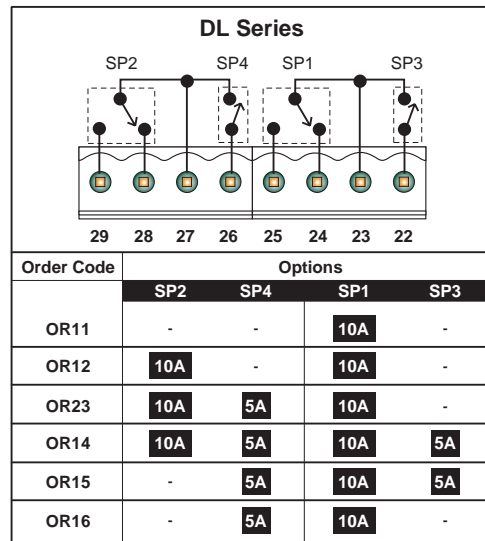 DL Series
SP2 SP4 SP1 SP3
29 28 27 26 25 24 23 22
Order Code Options
SP2 SP4 SP1 SP3
OR11 - - 10A -
OR12 10A - 10A -
OR23 10A 5A 10A -
OR14 10A 5A 10A 5A
OR15 - 5A 10A 5A
OR16 - 5A 10A -